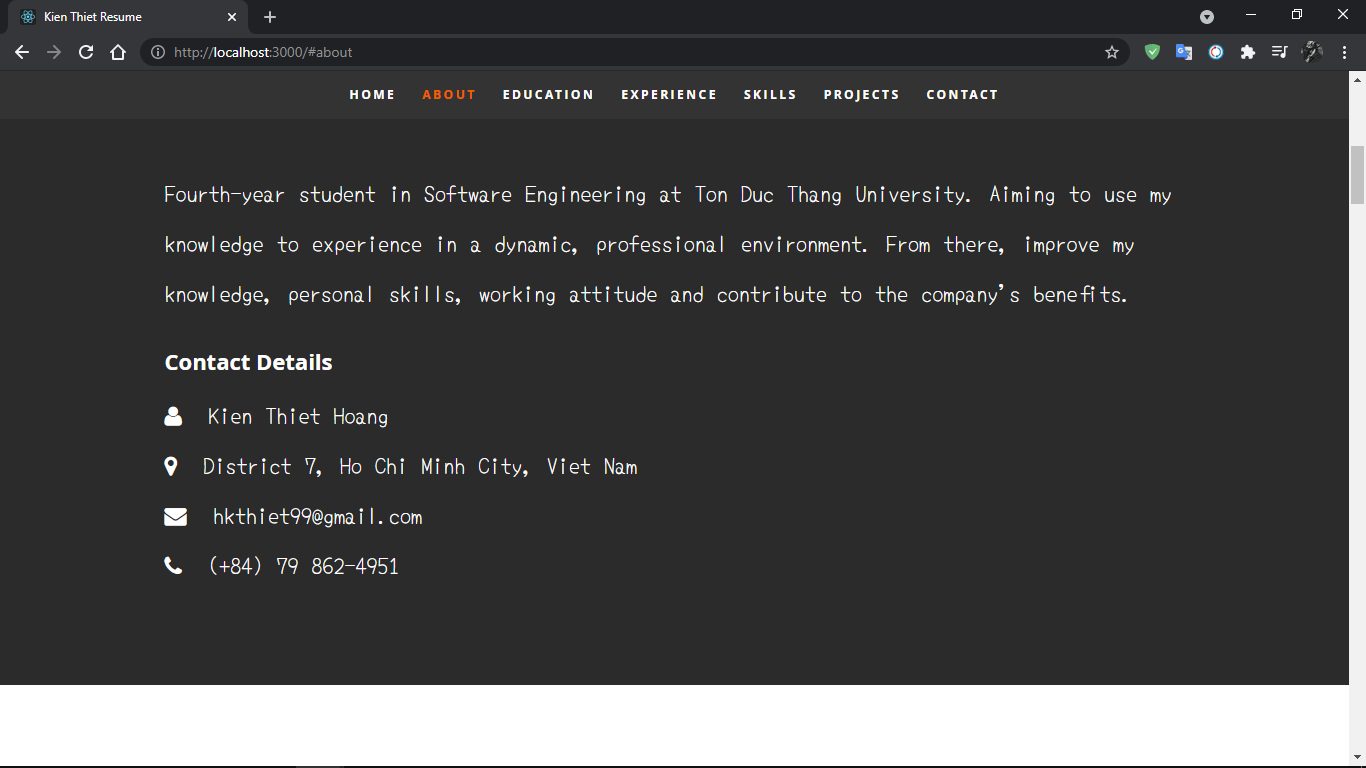 Kien Thiet Resume
http://localhost:3000/#about
HOME ABOUT EDUCATION EXPERIENCE SKILLS PROJECTS CONTACT
Fourth-year student in Software Engineering at Ton Duc Thang University. Aiming to use my
knowledge to experience in a dynamic, professional environment. From there, improve my
knowledge, personal skills, working attitude and contribute to the company's benefits.
Contact Details
Kien Thiet Hoang
District 7, Ho Chi Minh City, Viet Nam
hkthiet99@gmail.com
(+84) 79 862-4951